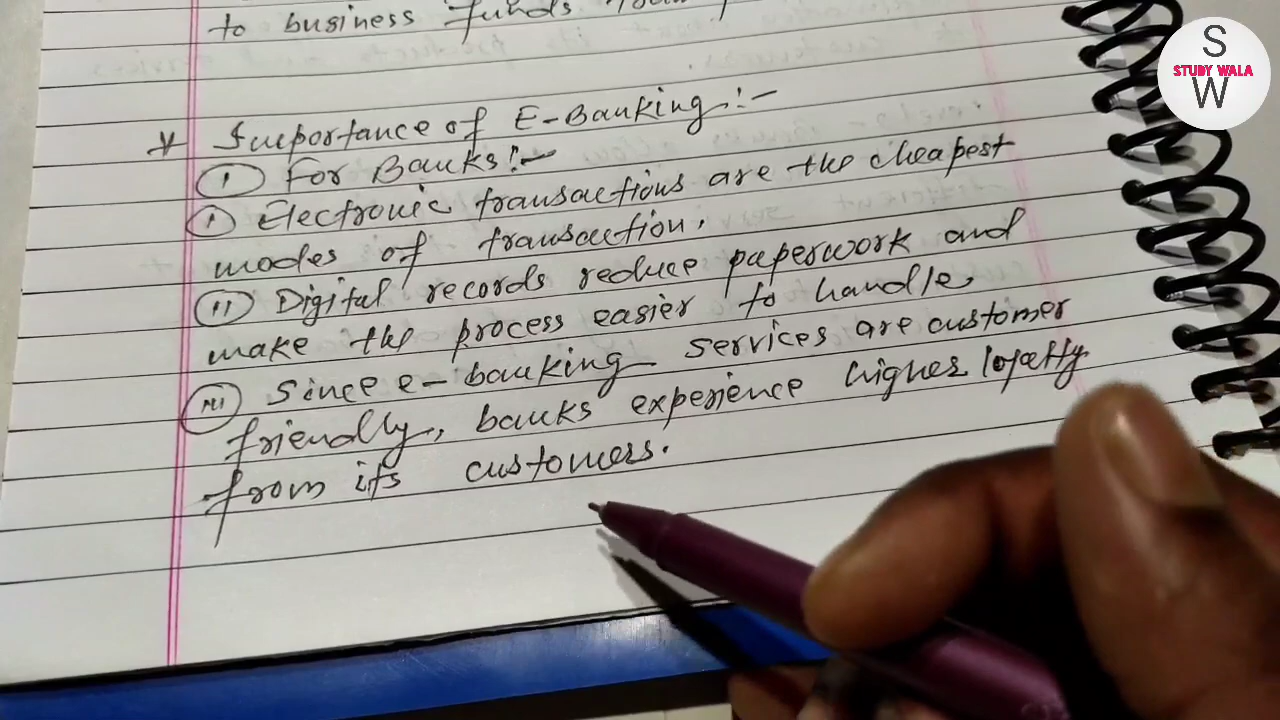 to business funds
* Importance of E-Banking:-
(I) For Banks:-
(I) Electronic transactions are the cheapest
modes of transaction.
(II) Digital records reduce paperwork and
make the process easier to handle.
(III) Since e-banking services are customer
friendly, banks experience higher loyalty
from its customers.
S
STUDY WALA
W